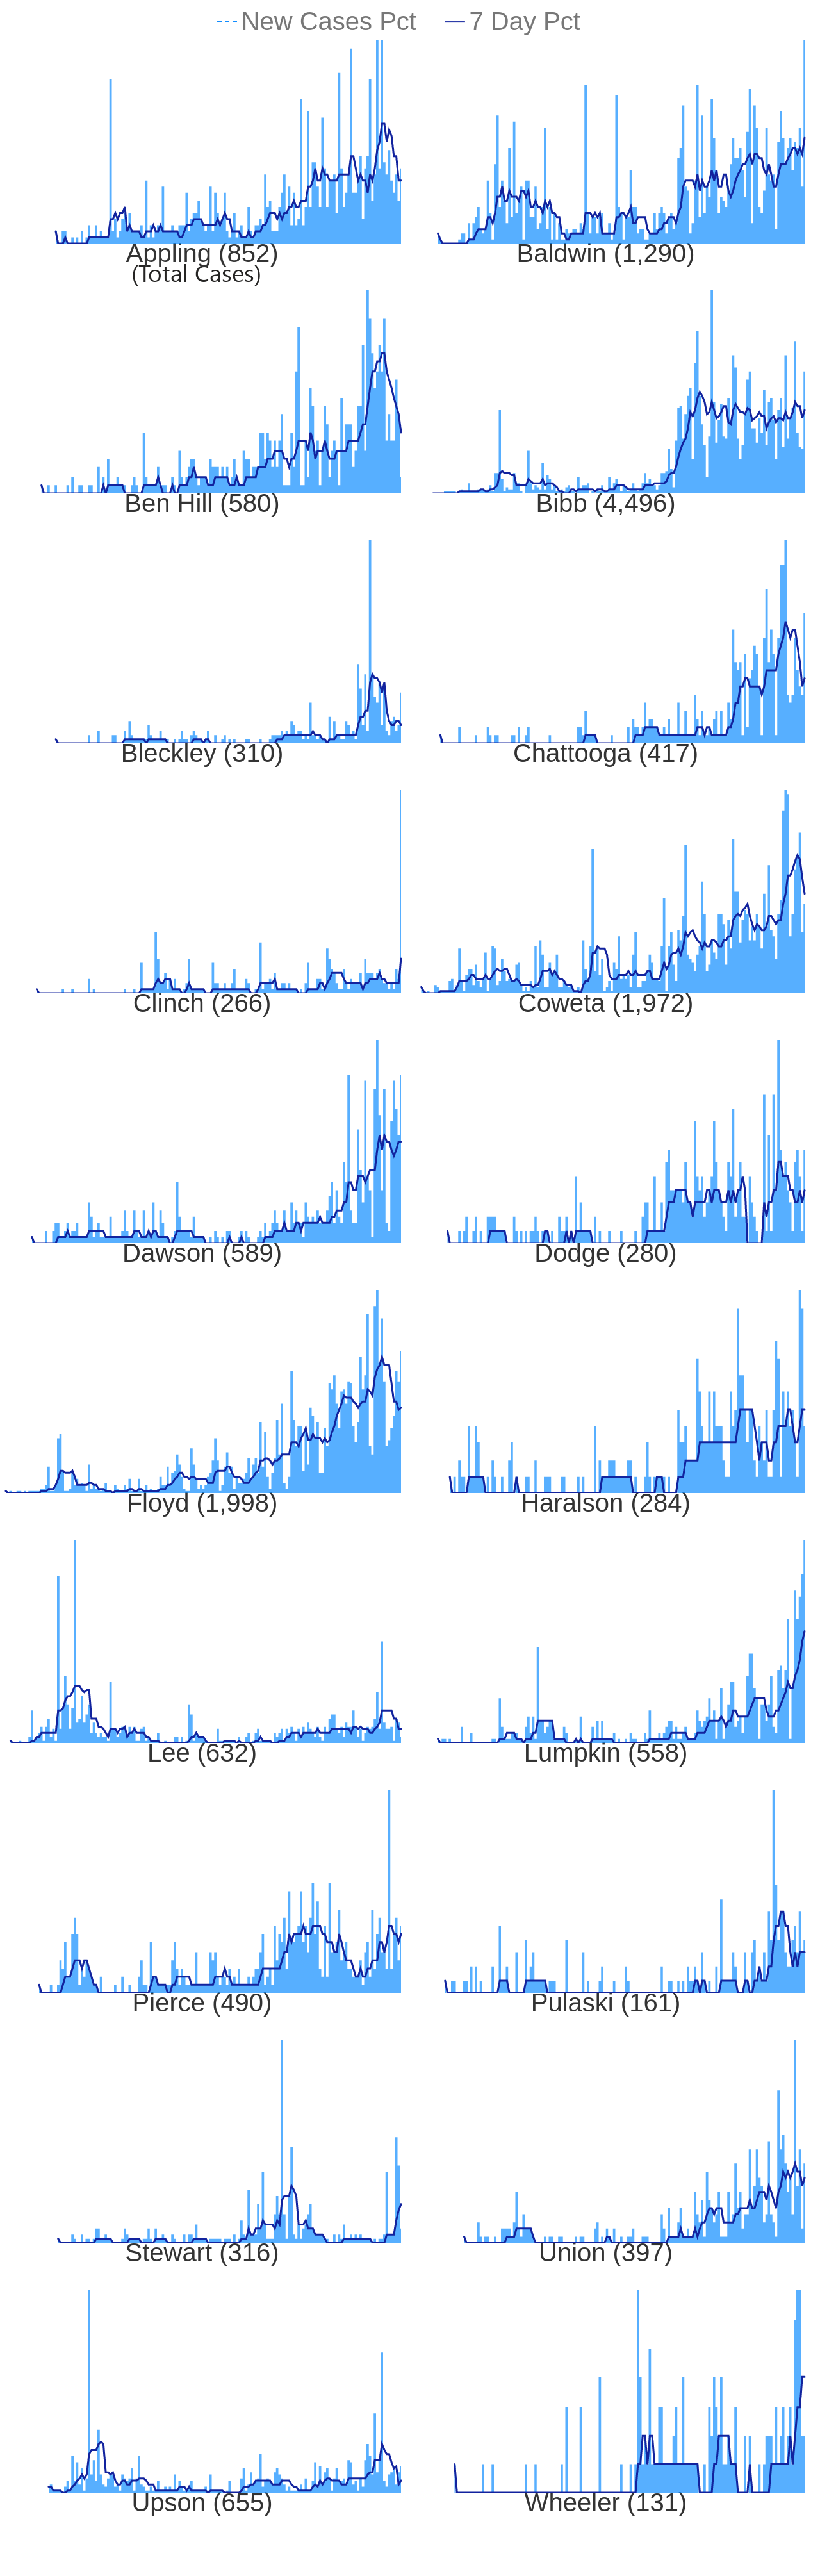 New Cases Pct 7 Day Pct
Appling (852) Baldwin (1,290)
(Total Cases)
Ben Hill (580) Bibb (4,496)
Bleckley (310) Chattooga (417)
Clinch (266) Coweta (1,972)
Dawson (589) Dodge (280)
Floyd (1,998) Haralson (284)
Lee (632) Lumpkin (558)
Pierce (490) Pulaski (161)
Stewart (316) Union (397)
Upson (655) Wheeler (131)